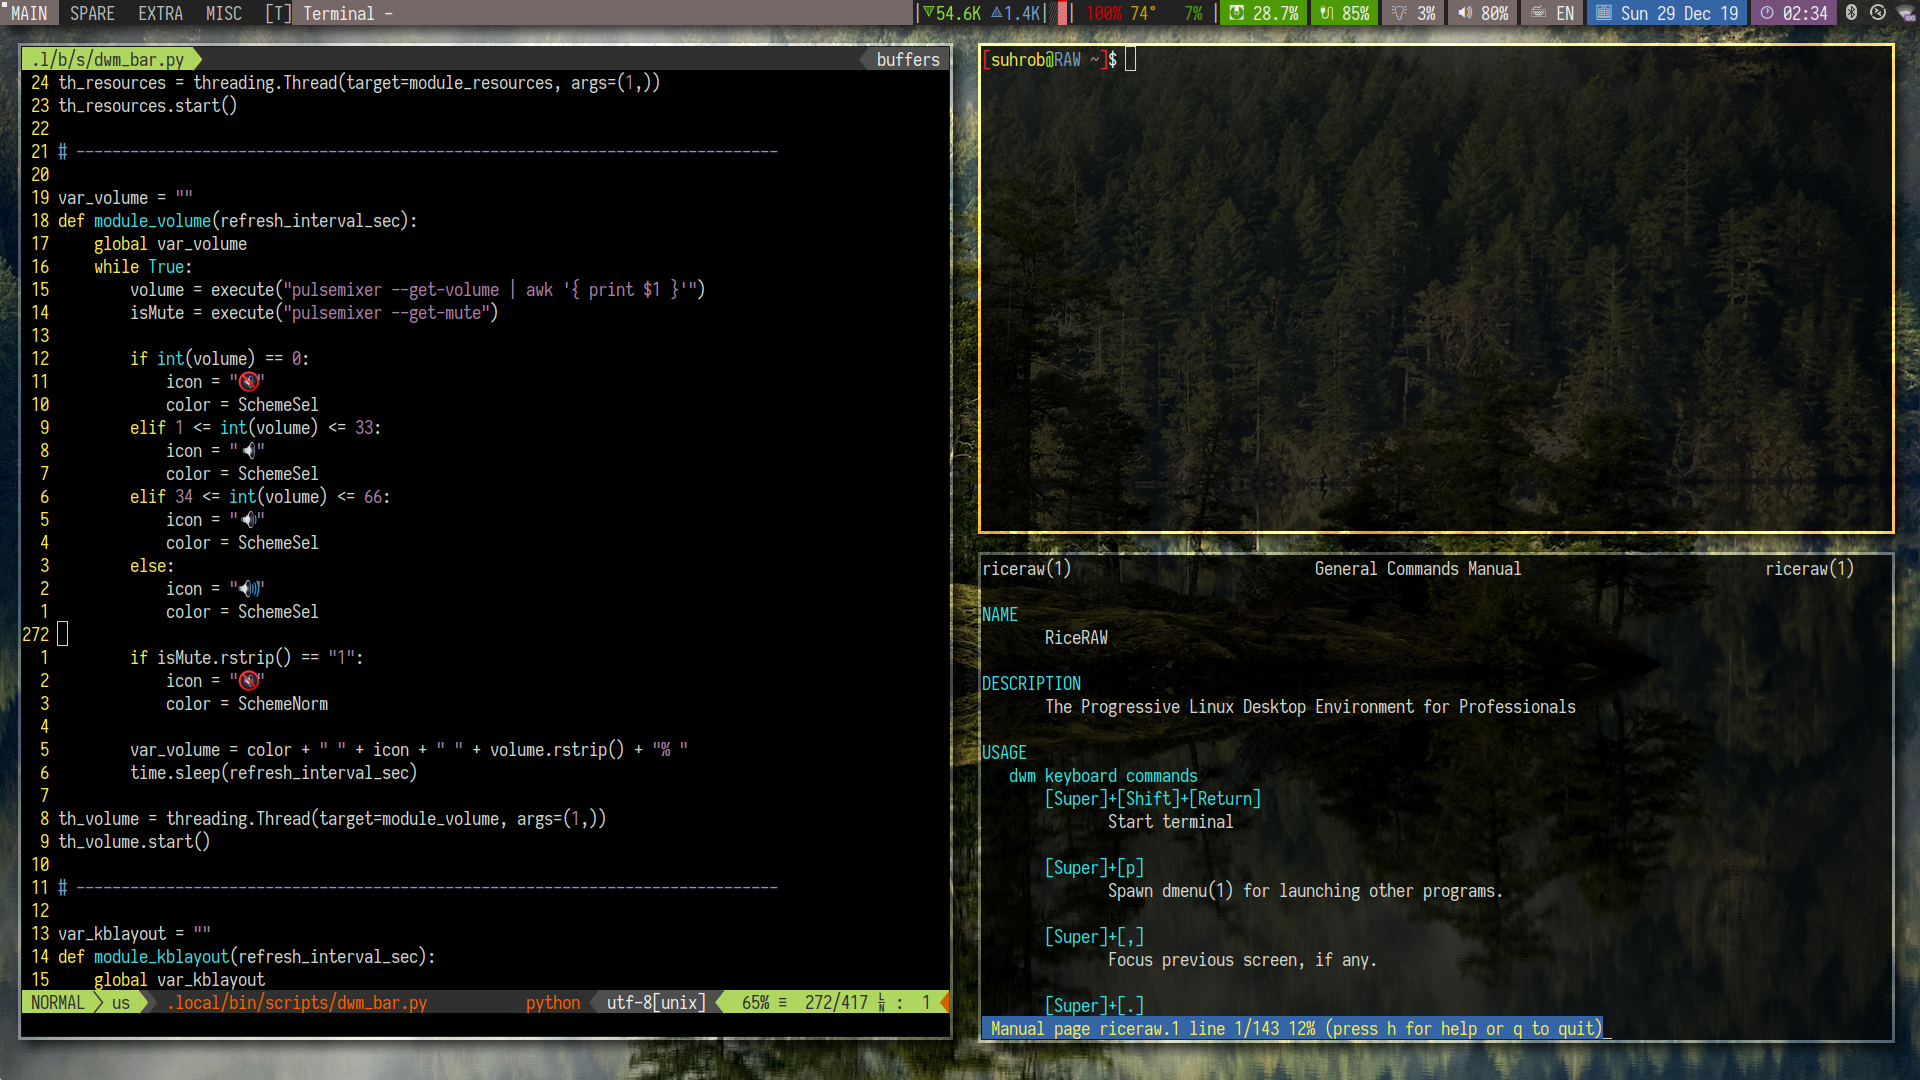 MAIN SPARE EXTRA MISC [T] Terminal - 54.6K 1.4K 100% 74° 7% 28.7% 85% 3% 80% EN Sun 29 Dec 19 02:34
.l/b/s/dwm_bar.py buffers
24 th_resources = threading.Thread(target=module_resources, args=(1,))
23 th_resources.start()
22
21 # ------------------------------------------------------------------------------
20
19 var_volume = ""
18 def module_volume(refresh_interval_sec):
17     global var_volume
16     while True:
15         volume = execute("pulsemixer --get-volume | awk '{ print $1 }'")
14         isMute = execute("pulsemixer --get-mute")
13
12         if int(volume) == 0:
11             icon = "🔇"
10             color = SchemeSel
9         elif 1 <= int(volume) <= 33:
8             icon = "🔈"
7             color = SchemeSel
6         elif 34 <= int(volume) <= 66:
5             icon = "🔉"
4             color = SchemeSel
3         else:
2             icon = "🔊"
1             color = SchemeSel
272
1         if isMute.rstrip() == "1":
2             icon = "🔇"
3             color = SchemeNorm
4
5         var_volume = color + " " + icon + " " + volume.rstrip() + "% "
6         time.sleep(refresh_interval_sec)
7
8 th_volume = threading.Thread(target=module_volume, args=(1,))
9 th_volume.start()
10
11 # ------------------------------------------------------------------------------
12
13 var_kblayout = ""
14 def module_kblayout(refresh_interval_sec):
15     global var_kblayout
NORMAL us .local/bin/scripts/dwm_bar.py python utf-8[unix] 65% ≡ 272/417 : 1
[suhrob@RAW ~]$
riceraw(1) General Commands Manual riceraw(1)
NAME
RiceRAW
DESCRIPTION
The Progressive Linux Desktop Environment for Professionals
USAGE
dwm keyboard commands
[Super]+[Shift]+[Return]
Start terminal
[Super]+[p]
Spawn dmenu(1) for launching other programs.
[Super]+[,]
Focus previous screen, if any.
[Super]+[.]
Manual page riceraw.1 line 1/143 12% (press h for help or q to quit)